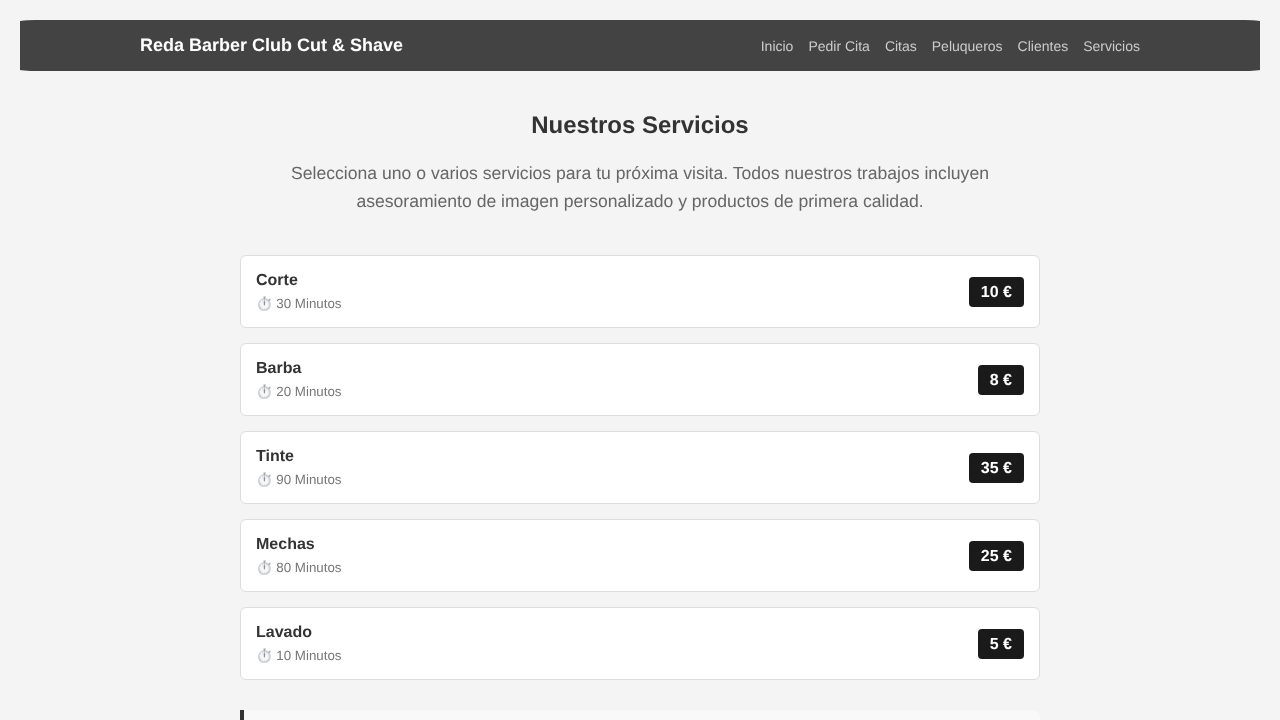 Reda Barber Club Cut & Shave
Inicio Pedir Cita Citas Peluqueros Clientes Servicios
Nuestros Servicios
Selecciona uno o varios servicios para tu próxima visita. Todos nuestros trabajos incluyen
asesoramiento de imagen personalizado y productos de primera calidad.
Corte
⏱️ 30 Minutos
10 €
Barba
⏱️ 20 Minutos
8 €
Tinte
⏱️ 90 Minutos
35 €
Mechas
⏱️ 80 Minutos
25 €
Lavado
⏱️ 10 Minutos
5 €